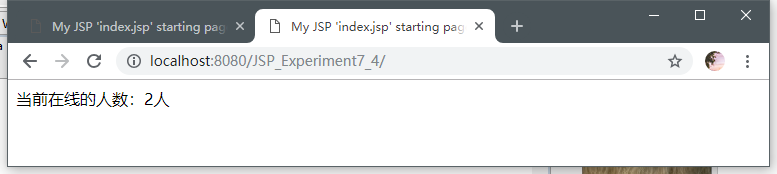 My JSP 'index.jsp' starting pag
My JSP 'index.jsp' starting pag
localhost:8080/JSP_Experiment7_4/
当前在线的人数：2人